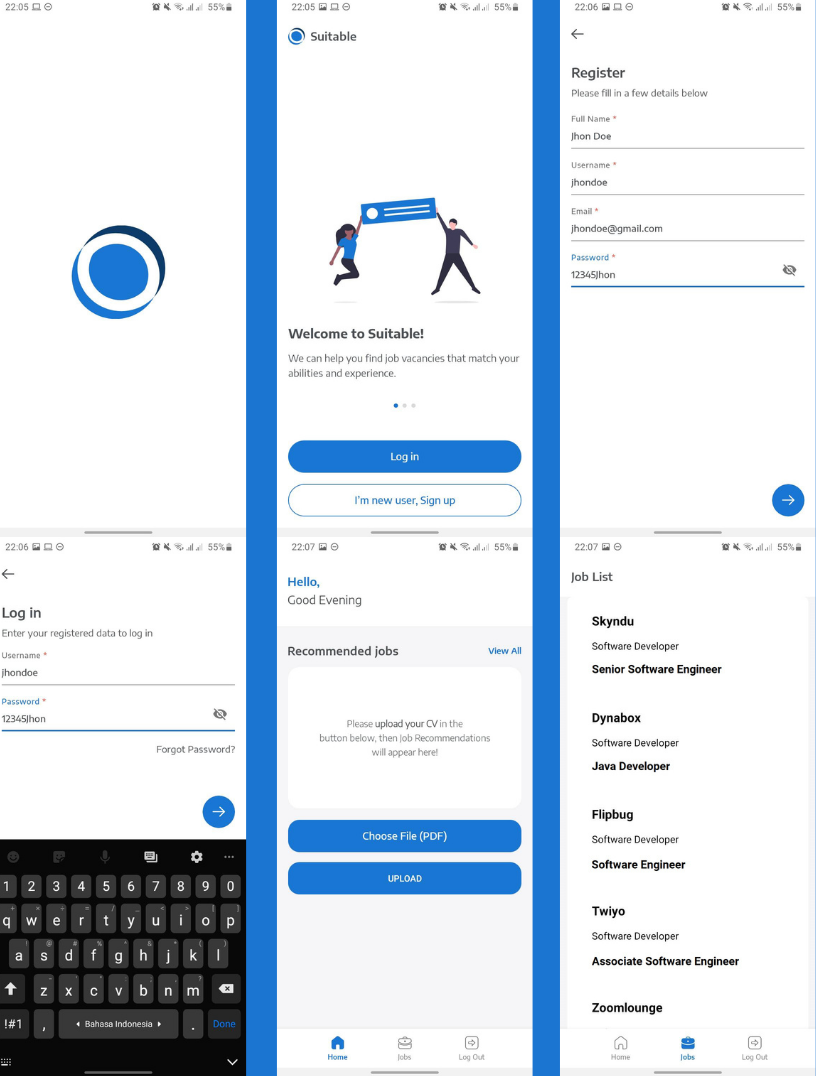 22:05
55%
22:05
55%
Suitable
Welcome to Suitable!
We can help you find job vacancies that match your
abilities and experience.
Log in
I'm new user, Sign up
22:06
55%
Register
Please fill in a few details below
Full Name *
Jhon Doe
Username *
jhondoe
Email *
jhondoe@gmail.com
Password *
12345Jhon
22:06
55%
Log in
Enter your registered data to log in
Username *
jhondoe
Password *
12345Jhon
Forgot Password?
1 2 3 4 5 6 7 8 9 0
q w e r t y u i o p
a s d f g h j k l
z x c v b n m
!#1 , Bahasa Indonesia . Done
22:07
55%
Hello,
Good Evening
Recommended jobs View All
Please upload your CV in the
button below, then Job Recommendations
will appear here!
Choose File (PDF)
UPLOAD
Home Jobs Log Out
22:07
55%
Job List
Skyndu
Software Developer
Senior Software Engineer
Dynabox
Software Developer
Java Developer
Flipbug
Software Developer
Software Engineer
Twiyo
Software Developer
Associate Software Engineer
Zoomlounge
Home Jobs Log Out